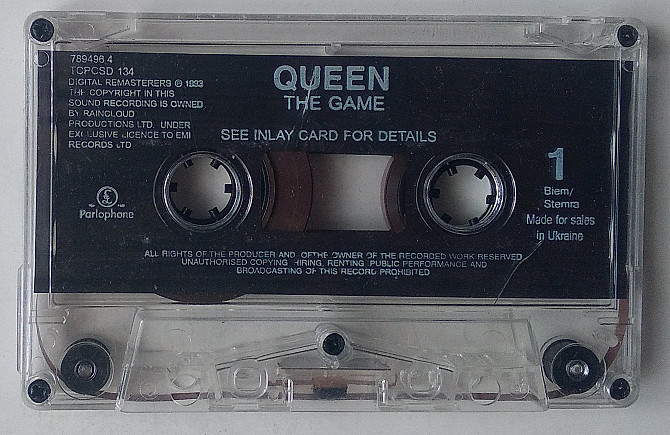 789496 4
TCPCSD 134
DIGITAL REMASTERERS © 1993
THE COPYRIGHT IN THIS
SOUND RECORDING IS OWNED
BY RAINCLOUD
PRODUCTIONS LTD. UNDER
EXCLUSIVE LICENCE TO EMI
RECORDS LTD
QUEEN
THE GAME
SEE INLAY CARD FOR DETAILS
Parlophone
1
Biem/
Stemra
Made for sales
in Ukraine
ALL RIGHTS OF THE PRODUCER AND OF THE OWNER OF THE RECORDED WORK RESERVED
UNAUTHORISED COPYING, HIRING, RENTING, PUBLIC PERFORMANCE AND
BROADCASTING OF THIS RECORD PROHIBITED